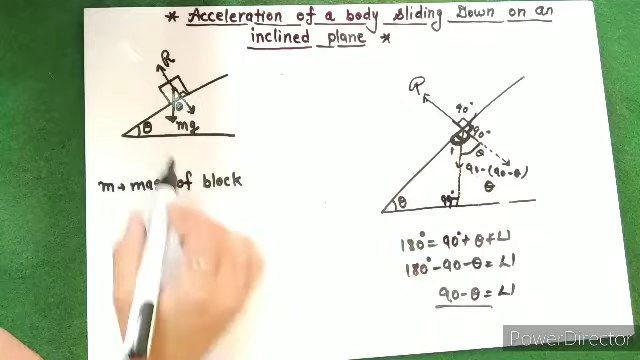 * Acceleration of a body sliding Down on an
inclined plane *
R
θ
mg
θ
m → mass of block
R
90°
90°
1
θ
90-(90-θ)
θ
θ
90°
180° = 90° + θ + ∠1
180° - 90 - θ = ∠1
90 - θ = ∠1
PowerDirector